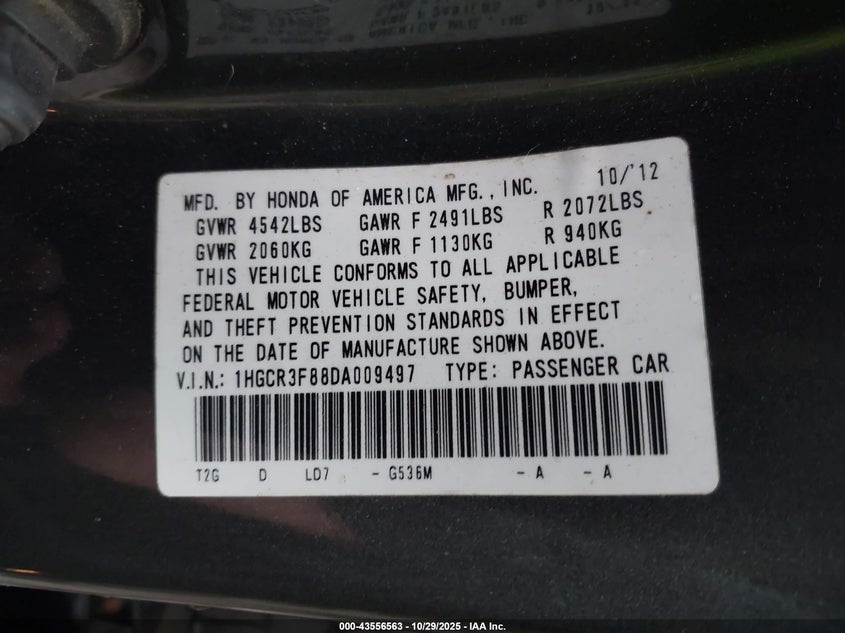 MFD. BY HONDA OF AMERICA MFG., INC. 10/'12
GVWR 4542LBS GAWR F 2491LBS R 2072LBS
GVWR 2060KG GAWR F 1130KG R 940KG
THIS VEHICLE CONFORMS TO ALL APPLICABLE
FEDERAL MOTOR VEHICLE SAFETY, BUMPER,
AND THEFT PREVENTION STANDARDS IN EFFECT
ON THE DATE OF MANUFACTURE SHOWN ABOVE.
V.I.N.: 1HGCR3F88DA009497 TYPE: PASSENGER CAR
T2G D LD7 - G536M - A - A
000-43556563 - 10/29/2025 - IAA Inc.